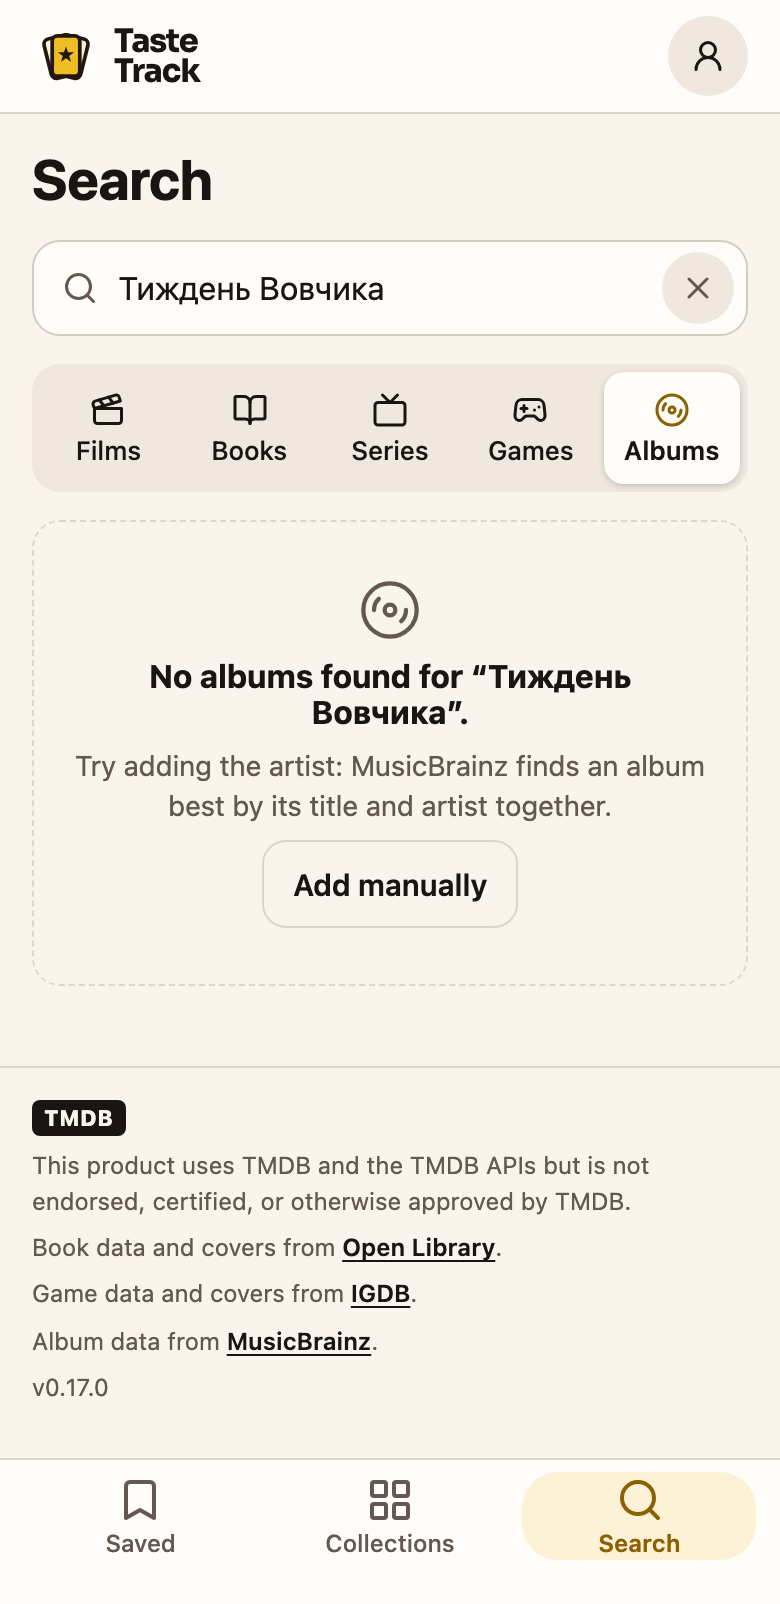 Taste
Track
Search
Тиждень Вовчика
Films
Books
Series
Games
Albums
No albums found for “Тиждень
Вовчика”.
Try adding the artist: MusicBrainz finds an album
best by its title and artist together.
Add manually
TMDB
This product uses TMDB and the TMDB APIs but is not
endorsed, certified, or otherwise approved by TMDB.
Book data and covers from Open Library.
Game data and covers from IGDB.
Album data from MusicBrainz.
v0.17.0
Saved
Collections
Search